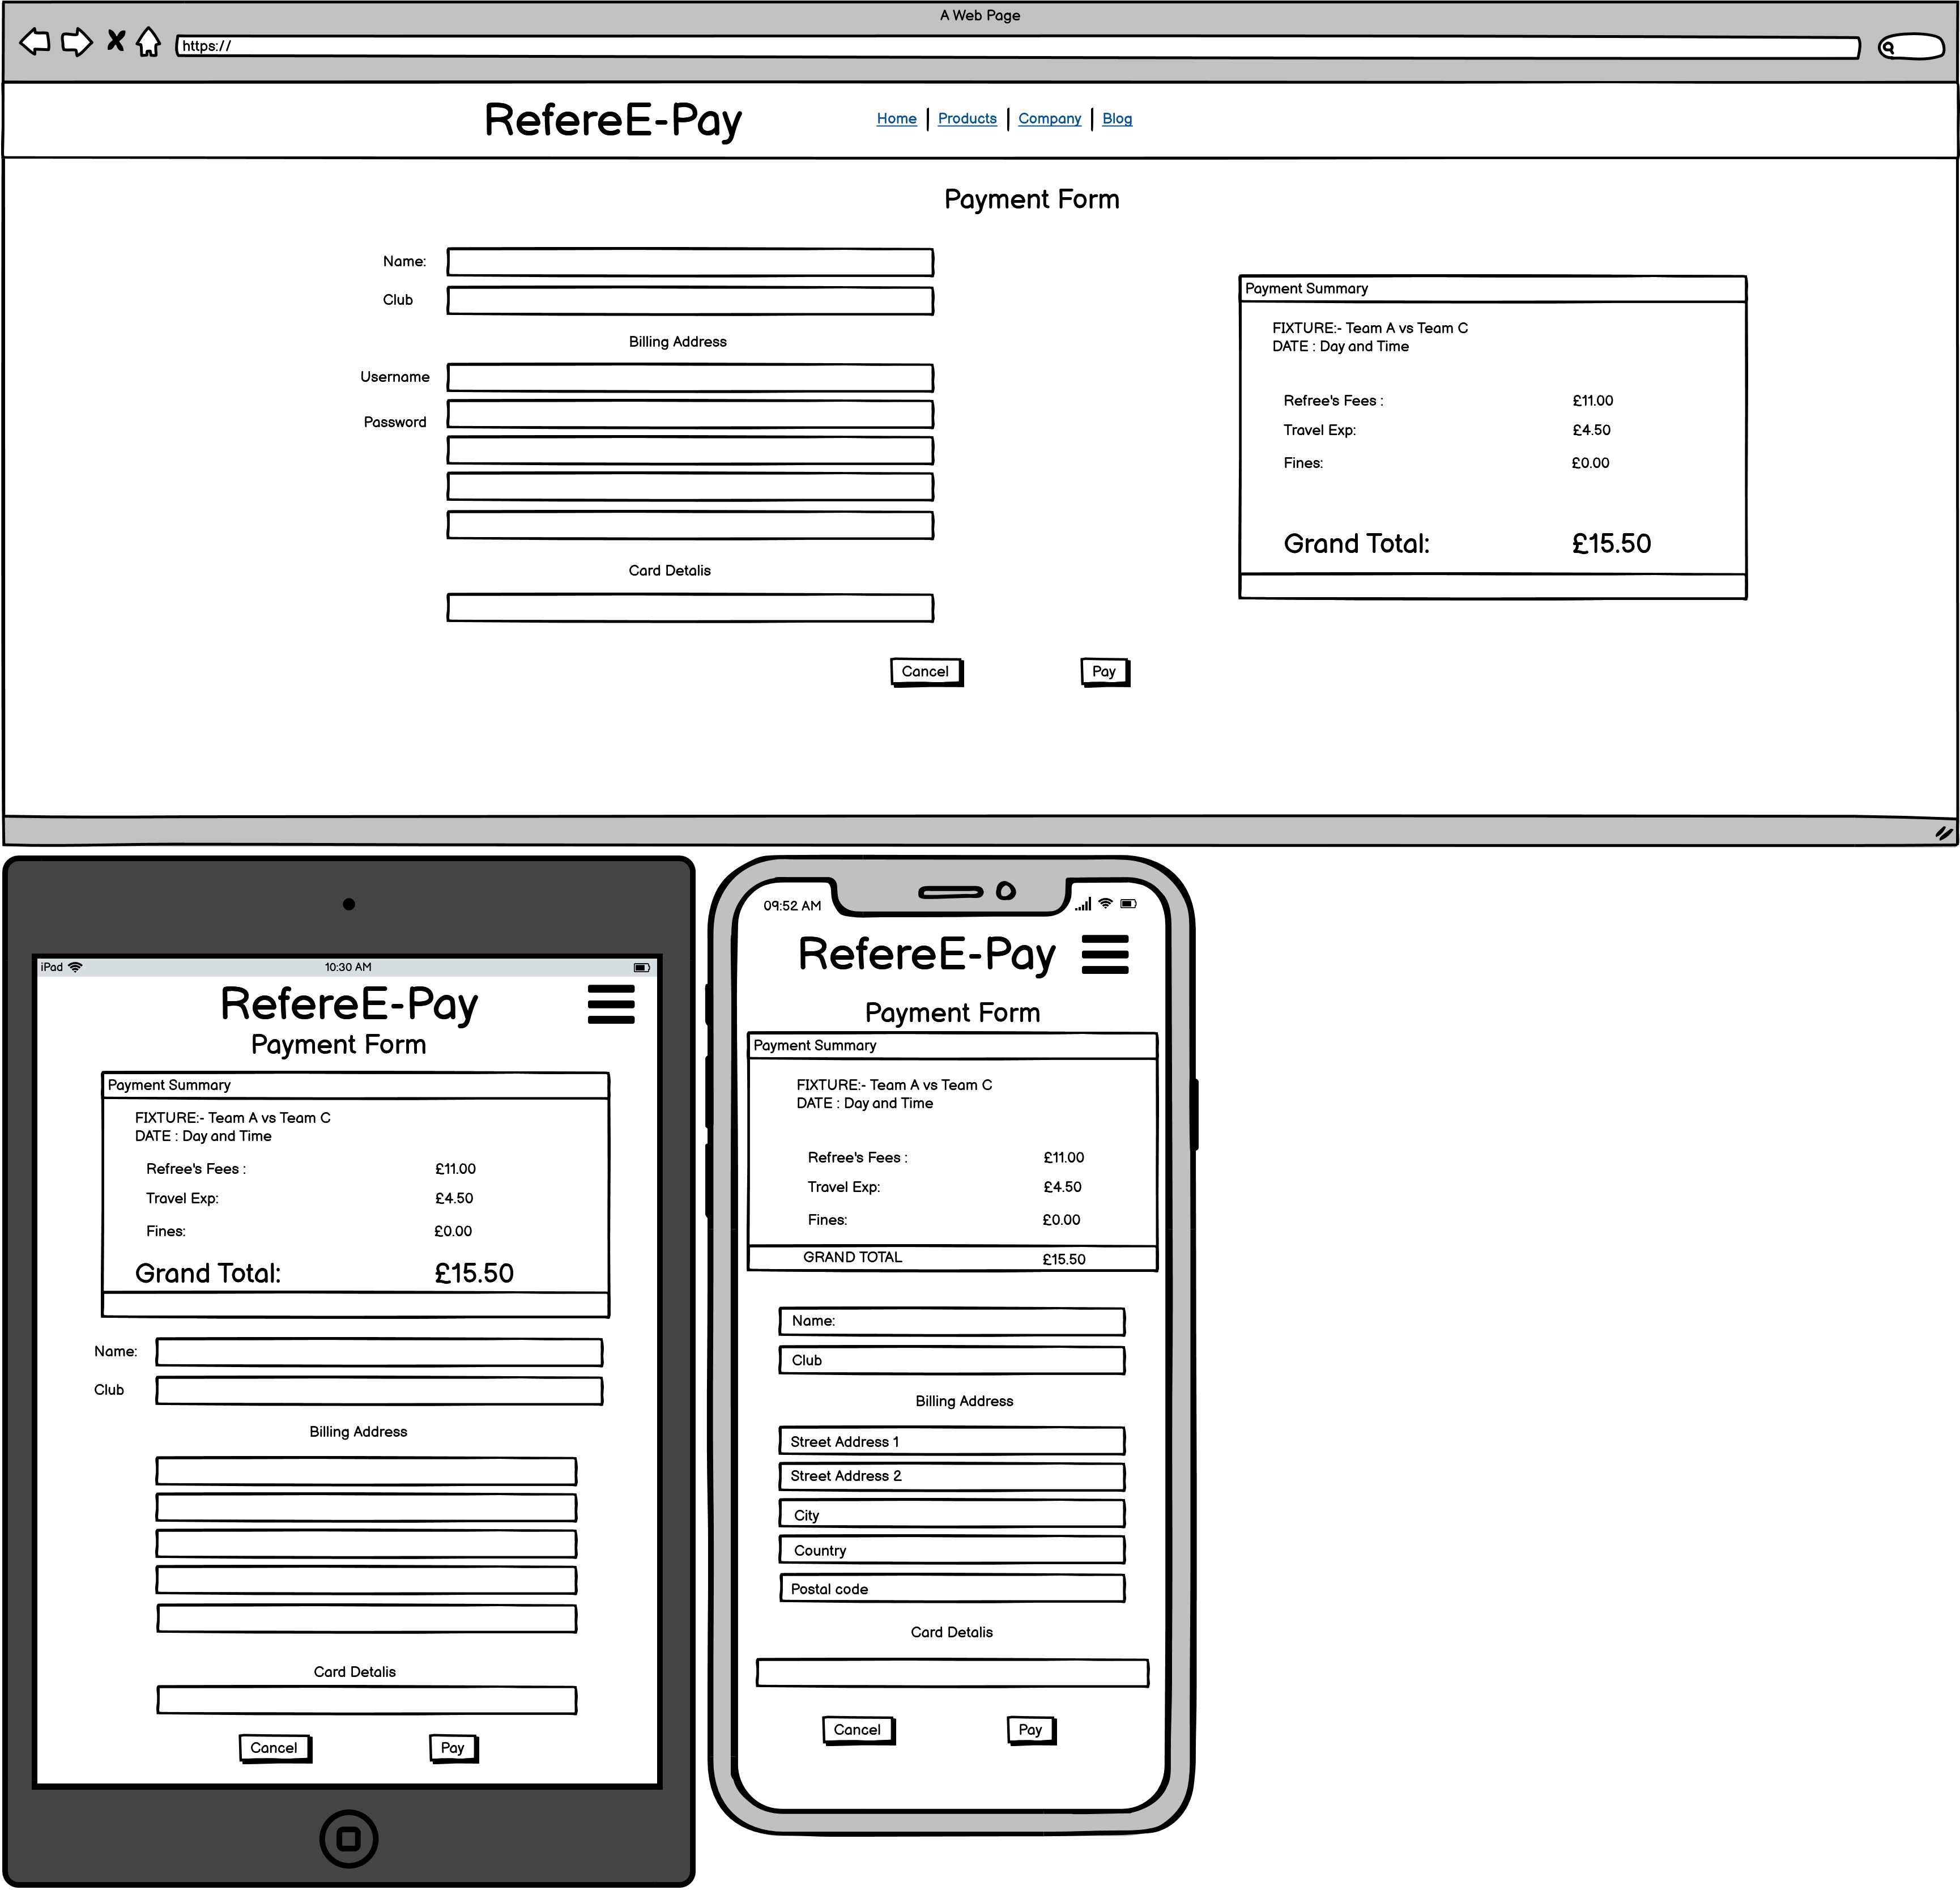 A Web Page
https://
RefereE-Pay
Home Products Company Blog
Payment Form
Name:
Club
Billing Address
Username
Password
Card Detalis
Cancel Pay
Payment Summary
FIXTURE:- Team A vs Team C
DATE : Day and Time
Refree's Fees : £11.00
Travel Exp: £4.50
Fines: £0.00
Grand Total: £15.50
iPad 10:30 AM
RefereE-Pay
Payment Form
Payment Summary
FIXTURE:- Team A vs Team C
DATE : Day and Time
Refree's Fees : £11.00
Travel Exp: £4.50
Fines: £0.00
Grand Total: £15.50
Name:
Club
Billing Address
Card Detalis
Cancel Pay
09:52 AM
RefereE-Pay
Payment Form
Payment Summary
FIXTURE:- Team A vs Team C
DATE : Day and Time
Refree's Fees : £11.00
Travel Exp: £4.50
Fines: £0.00
GRAND TOTAL £15.50
Name:
Club
Billing Address
Street Address 1
Street Address 2
City
Country
Postal code
Card Detalis
Cancel Pay